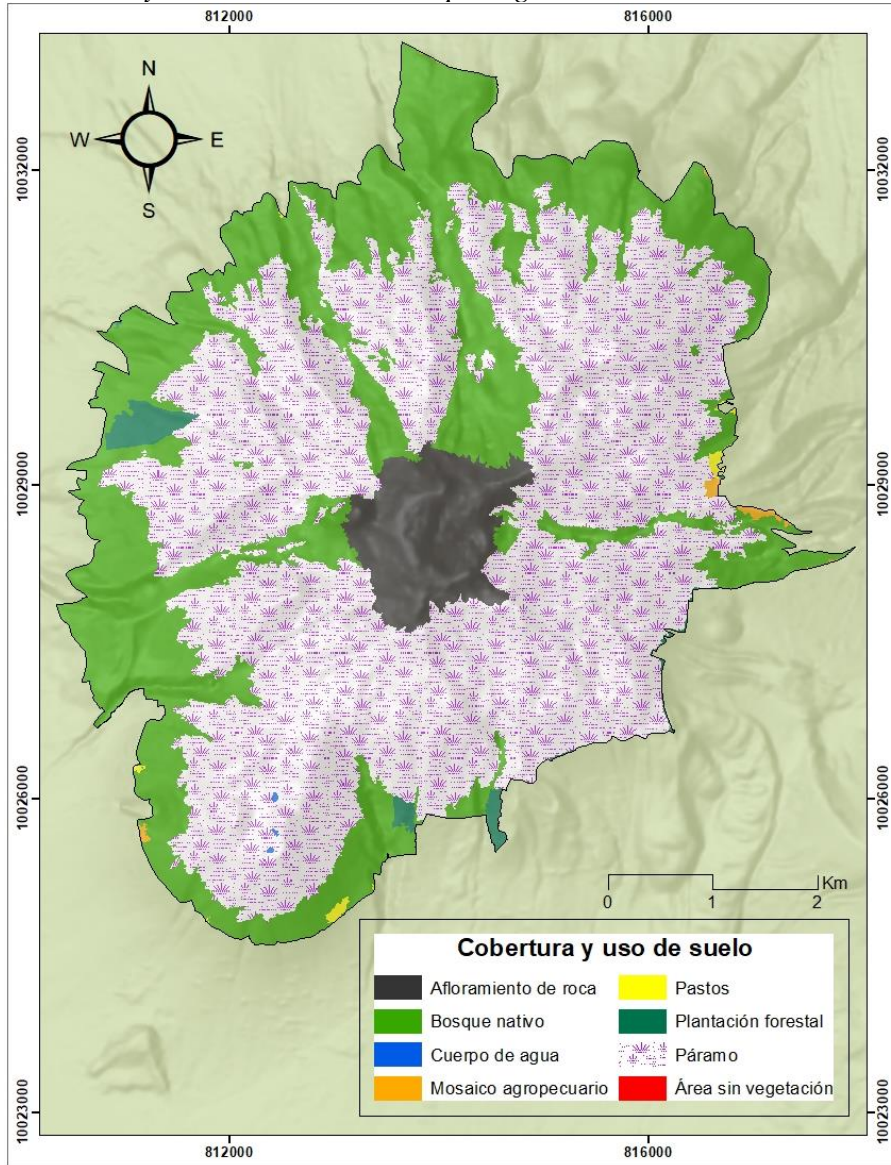 812000 816000
N
W E
S
10032000 10032000
10029000 10029000
10026000 10026000
Km
0 1 2
Cobertura y uso de suelo
Afloramiento de roca Pastos
Bosque nativo Plantación forestal
Cuerpo de agua Páramo
Mosaico agropecuario Área sin vegetación
10023000 10023000
812000 816000